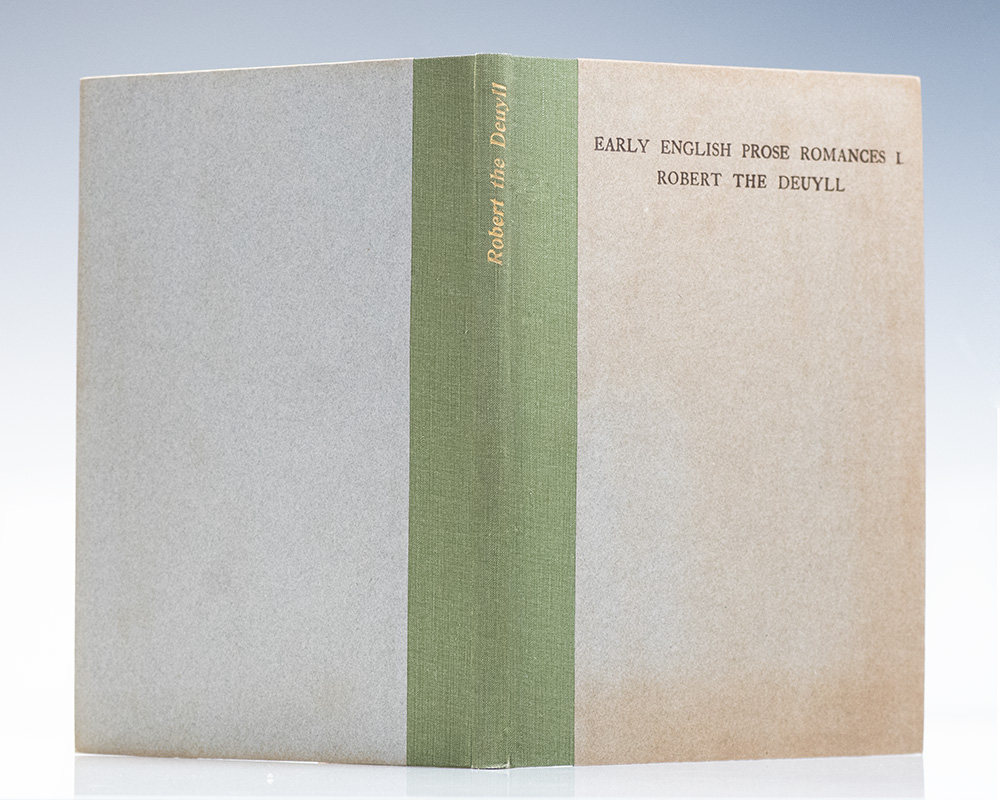 Robert the Deuyll
EARLY ENGLISH PROSE ROMANCES I.
ROBERT THE DEUYLL